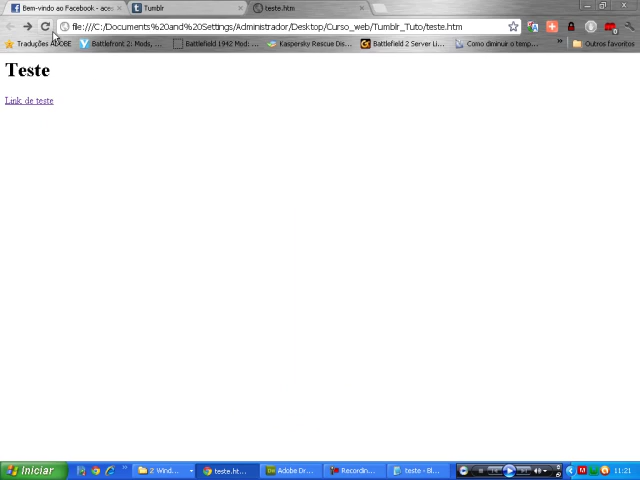 Bem-vindo ao Facebook - aces
Tumblr
teste.htm
file:///C:/Documents%20and%20Settings/Administrador/Desktop/Curso_web/Tumblr_Tuto/teste.htm
Traduções ADOBE
Battlefront 2: Mods, ...
Battlefield 1942 Mod: ...
Kaspersky Rescue Dis...
Battlefield 2 Server Li...
Como diminuir o temp...
»
Outros favoritos
Teste
Link de teste
Iniciar
»
2 Wind...
teste.ht...
Adobe Dr...
Recordin...
teste - Bl...
11:21